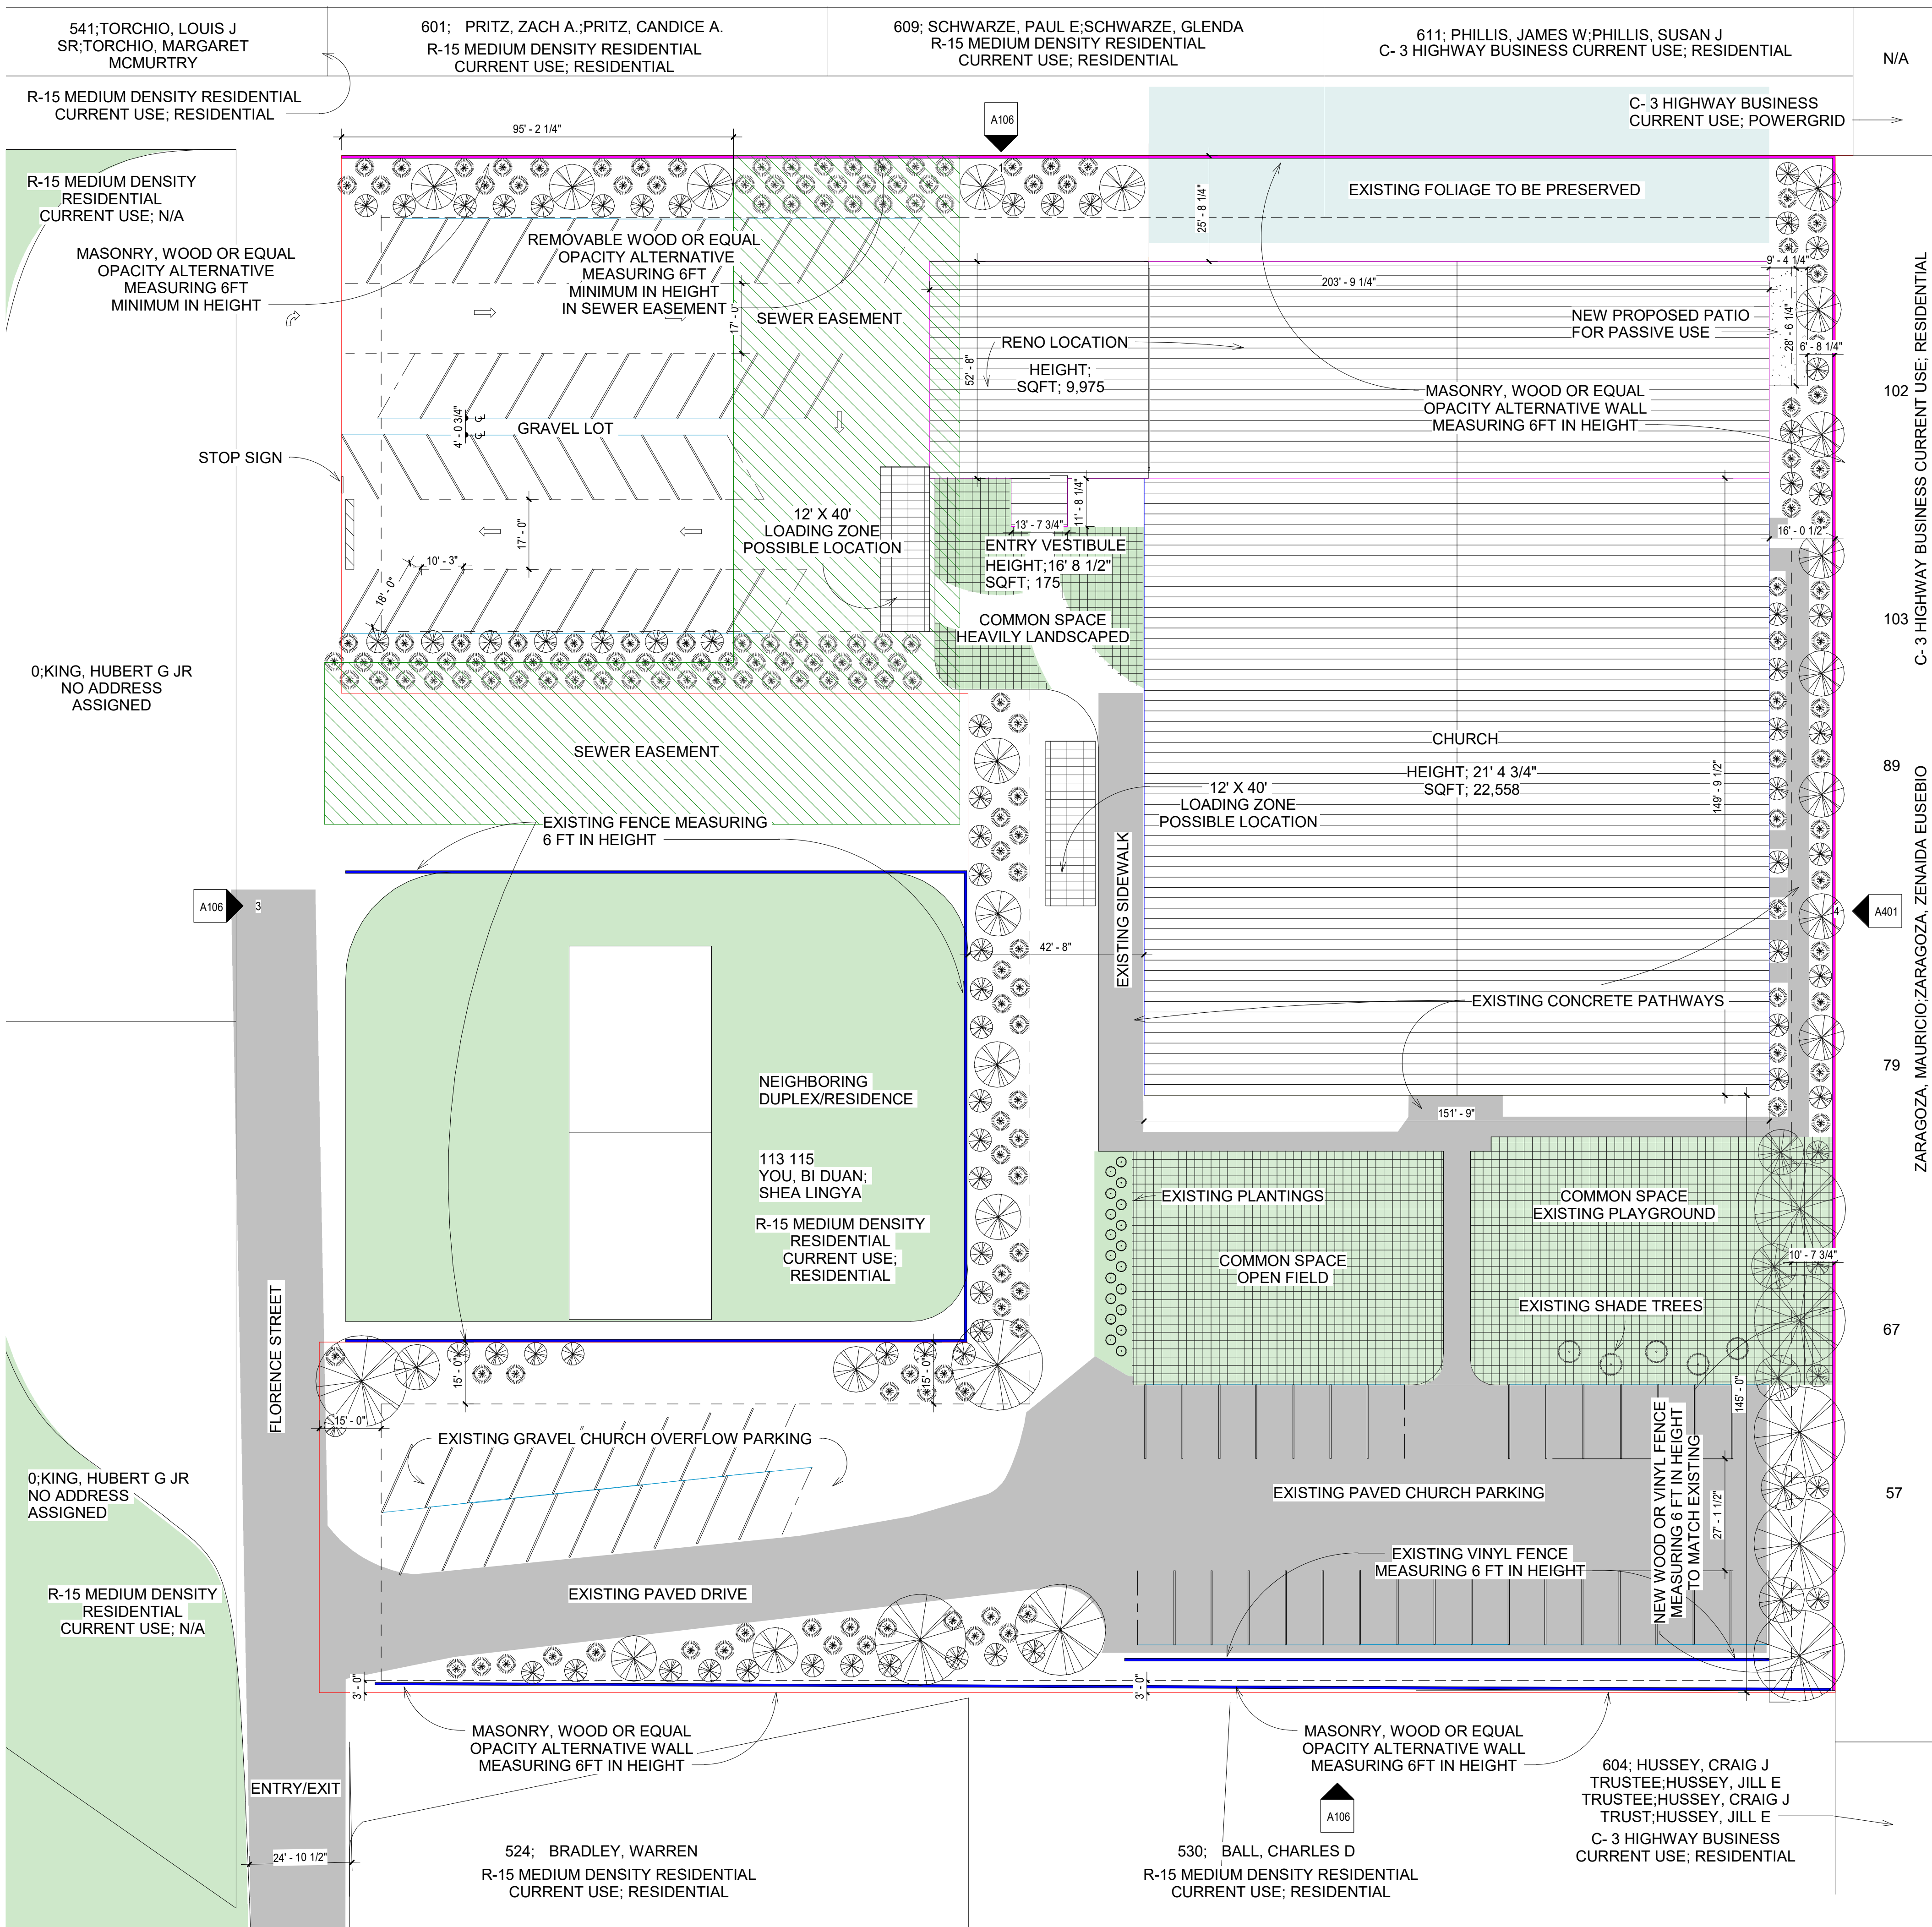 541;TORCHIO, LOUIS J
SR;TORCHIO, MARGARET
MCMURTRY
601; PRITZ, ZACH A.;PRITZ, CANDICE A.
R-15 MEDIUM DENSITY RESIDENTIAL
CURRENT USE; RESIDENTIAL
609; SCHWARZE, PAUL E;SCHWARZE, GLENDA
R-15 MEDIUM DENSITY RESIDENTIAL
CURRENT USE; RESIDENTIAL
611; PHILLIS, JAMES W;PHILLIS, SUSAN J
C- 3 HIGHWAY BUSINESS CURRENT USE; RESIDENTIAL
N/A
R-15 MEDIUM DENSITY RESIDENTIAL
CURRENT USE; RESIDENTIAL
C- 3 HIGHWAY BUSINESS
CURRENT USE; POWERGRID
A106
1
95' - 2 1/4"
R-15 MEDIUM DENSITY
RESIDENTIAL
CURRENT USE; N/A
EXISTING FOLIAGE TO BE PRESERVED
25' - 8 1/4"
MASONRY, WOOD OR EQUAL
OPACITY ALTERNATIVE
MEASURING 6FT
MINIMUM IN HEIGHT
REMOVABLE WOOD OR EQUAL
OPACITY ALTERNATIVE
MEASURING 6FT
MINIMUM IN HEIGHT
IN SEWER EASEMENT
17' - 0"
SEWER EASEMENT
9' - 4 1/4"
203' - 9 1/4"
NEW PROPOSED PATIO
FOR PASSIVE USE
28' - 6 1/4"
6' - 8 1/4"
RENO LOCATION
HEIGHT;
SQFT; 9,975
52' - 8"
MASONRY, WOOD OR EQUAL
OPACITY ALTERNATIVE WALL
MEASURING 6FT IN HEIGHT
102
C- 3 HIGHWAY BUSINESS CURRENT USE; RESIDENTIAL
4' - 0 3/4"
GRAVEL LOT
STOP SIGN
12' X 40'
LOADING ZONE
POSSIBLE LOCATION
17' - 0"
10' - 3"
18' - 0"
11' - 8 1/4"
13' - 7 3/4"
ENTRY VESTIBULE
HEIGHT;16' 8 1/2"
SQFT; 175
16' - 0 1/2"
COMMON SPACE
HEAVILY LANDSCAPED
103
0;KING, HUBERT G JR
NO ADDRESS
ASSIGNED
SEWER EASEMENT
CHURCH
HEIGHT; 21' 4 3/4"
SQFT; 22,558
149' - 9 1/2"
89
12' X 40'
LOADING ZONE
POSSIBLE LOCATION
EXISTING FENCE MEASURING
6 FT IN HEIGHT
EXISTING SIDEWALK
A106
3
4
A401
42' - 8"
EXISTING CONCRETE PATHWAYS
ZARAGOZA, MAURICIO;ZARAGOZA, ZENAIDA EUSEBIO
79
NEIGHBORING
DUPLEX/RESIDENCE
151' - 9"
113 115
YOU, BI DUAN;
SHEA LINGYA
R-15 MEDIUM DENSITY
RESIDENTIAL
CURRENT USE;
RESIDENTIAL
EXISTING PLANTINGS
COMMON SPACE
EXISTING PLAYGROUND
COMMON SPACE
OPEN FIELD
10' - 7 3/4"
EXISTING SHADE TREES
67
FLORENCE STREET
15' - 0"
15' - 0"
15' - 0"
145' - 0"
EXISTING GRAVEL CHURCH OVERFLOW PARKING
0;KING, HUBERT G JR
NO ADDRESS
ASSIGNED
EXISTING PAVED CHURCH PARKING
NEW WOOD OR VINYL FENCE
MEASURING 6 FT IN HEIGHT
TO MATCH EXISTING
27' - 1 1/2"
57
EXISTING VINYL FENCE
MEASURING 6 FT IN HEIGHT
R-15 MEDIUM DENSITY
RESIDENTIAL
CURRENT USE; N/A
EXISTING PAVED DRIVE
3' - 0"
3' - 0"
MASONRY, WOOD OR EQUAL
OPACITY ALTERNATIVE WALL
MEASURING 6FT IN HEIGHT
MASONRY, WOOD OR EQUAL
OPACITY ALTERNATIVE WALL
MEASURING 6FT IN HEIGHT
ENTRY/EXIT
A106
604; HUSSEY, CRAIG J
TRUSTEE;HUSSEY, JILL E
TRUSTEE;HUSSEY, CRAIG J
TRUST;HUSSEY, JILL E
C- 3 HIGHWAY BUSINESS
CURRENT USE; RESIDENTIAL
24' - 10 1/2"
524; BRADLEY, WARREN
R-15 MEDIUM DENSITY RESIDENTIAL
CURRENT USE; RESIDENTIAL
530; BALL, CHARLES D
R-15 MEDIUM DENSITY RESIDENTIAL
CURRENT USE; RESIDENTIAL